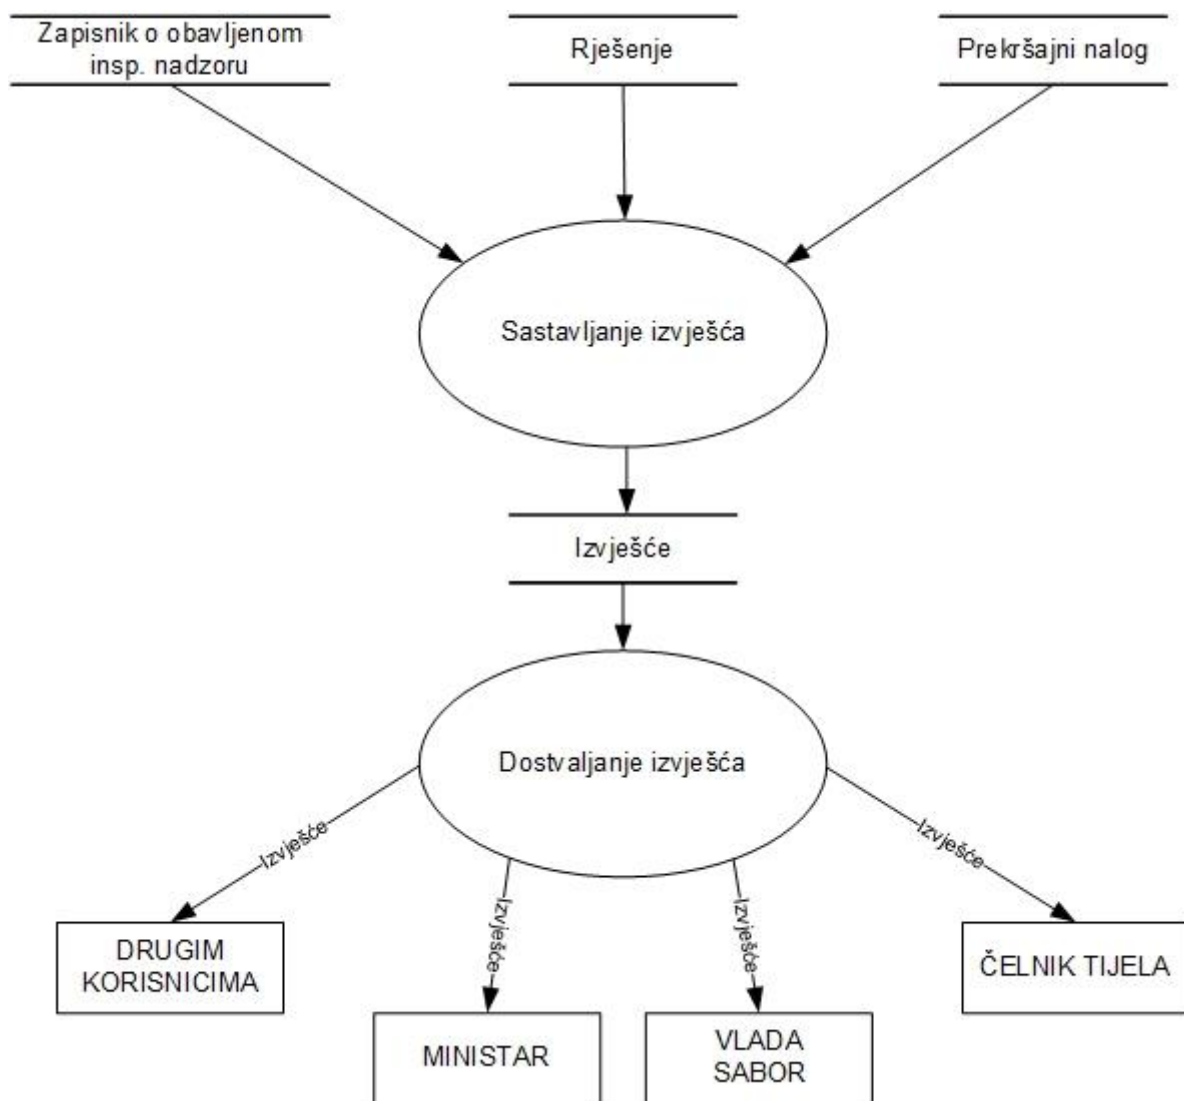 Zapisnik o obavljenom
insp. nadzoru
Rješenje
Prekršajni nalog
Sastavljanje izvješća
Izvješće
Dostvaljanje izvješća
Izvješće
Izvješće
Izvješće
Izvješće
DRUGIM
KORISNICIMA
MINISTAR
VLADA
SABOR
ČELNIK TIJELA